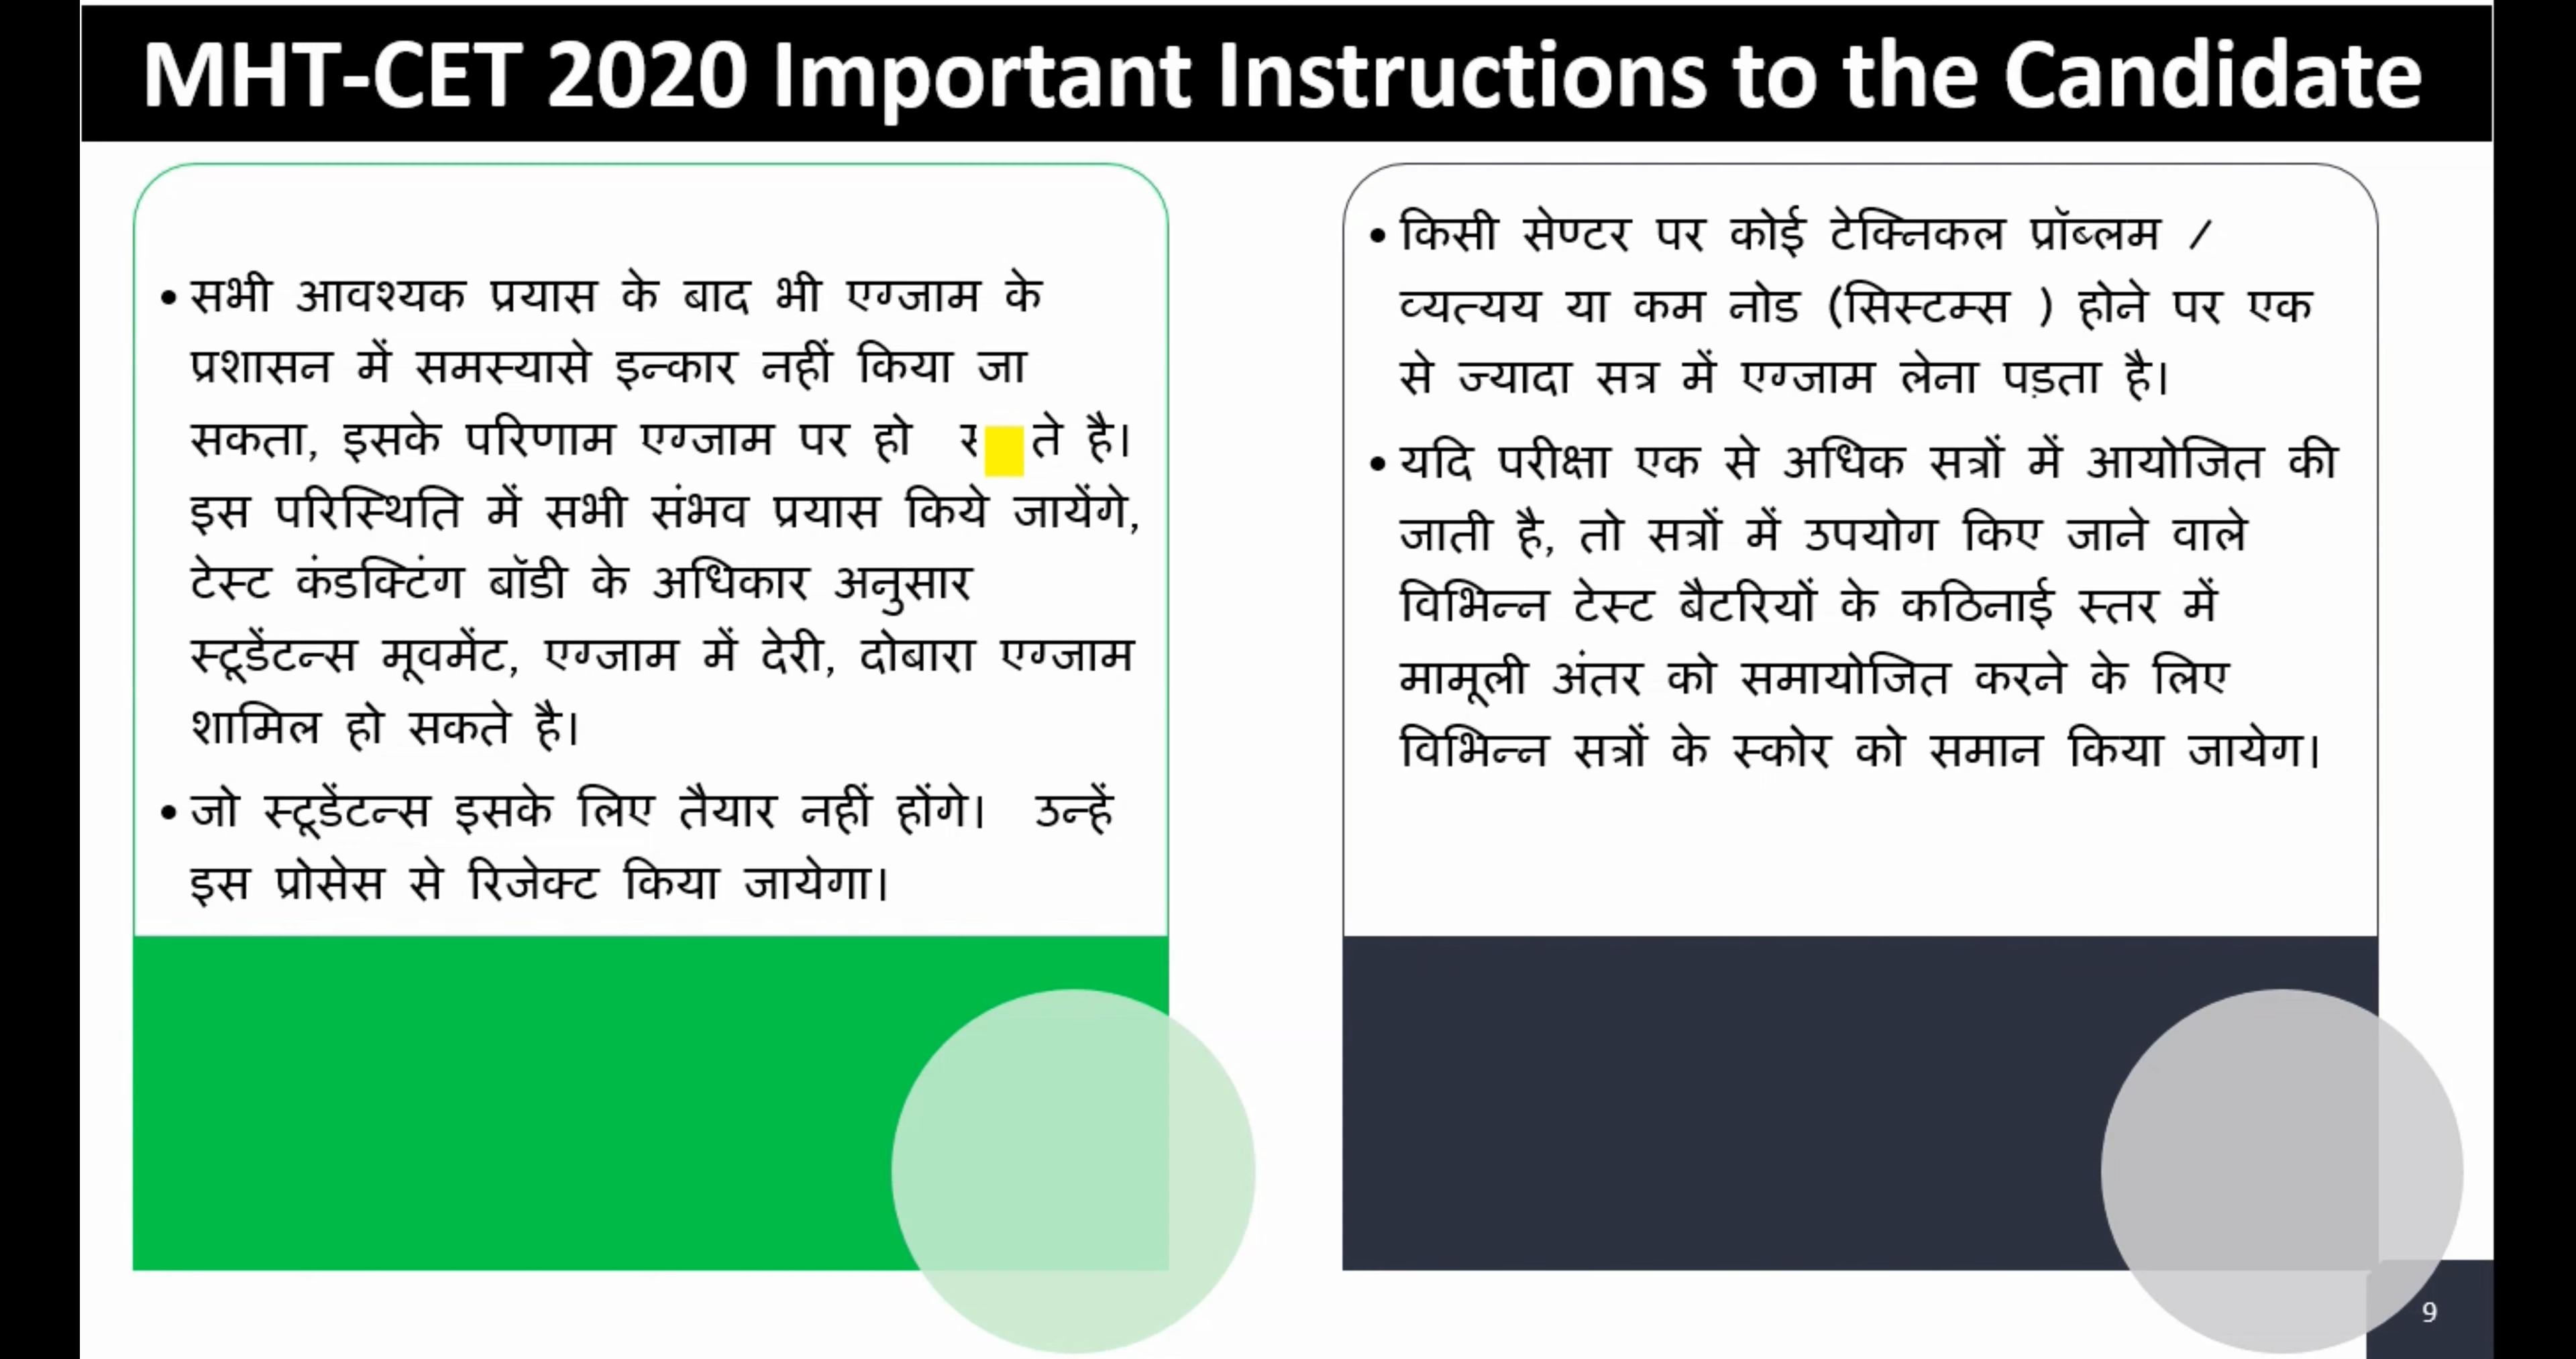 MHT-CET 2020 Important Instructions to the Candidate
• सभी आवश्यक प्रयास के बाद भी एग्जाम के
प्रशासन में समस्यासे इन्कार नहीं किया जा
सकता, इसके परिणाम एग्जाम पर हो है।
इस परिस्थिति में सभी संभव प्रयास किये जायेंगे,
टेस्ट कंडक्टिंग बॉडी के अधिकार अनुसार
स्टूडेंटन्स मूवमेंट, एग्जाम में देरी, दोबारा एग्जाम
शामिल हो सकते है।
• जो स्टूडेंटन्स इसके लिए तैयार नहीं होंगे। उन्हें
इस प्रोसेस से रिजेक्ट किया जायेगा।
• किसी सेण्टर पर कोई टेक्निकल प्रॉब्लम /
व्यत्यय या कम नोड (सिस्टम्स ) होने पर एक
से ज्यादा सत्र में एग्जाम लेना पड़ता है।
• यदि परीक्षा एक से अधिक सत्रों में आयोजित की
जाती है, तो सत्रों में उपयोग किए जाने वाले
विभिन्न टेस्ट बैटरियों के कठिनाई स्तर में
मामूली अंतर को समायोजित करने के लिए
विभिन्न सत्रों के स्कोर को समान किया जायेग।
9